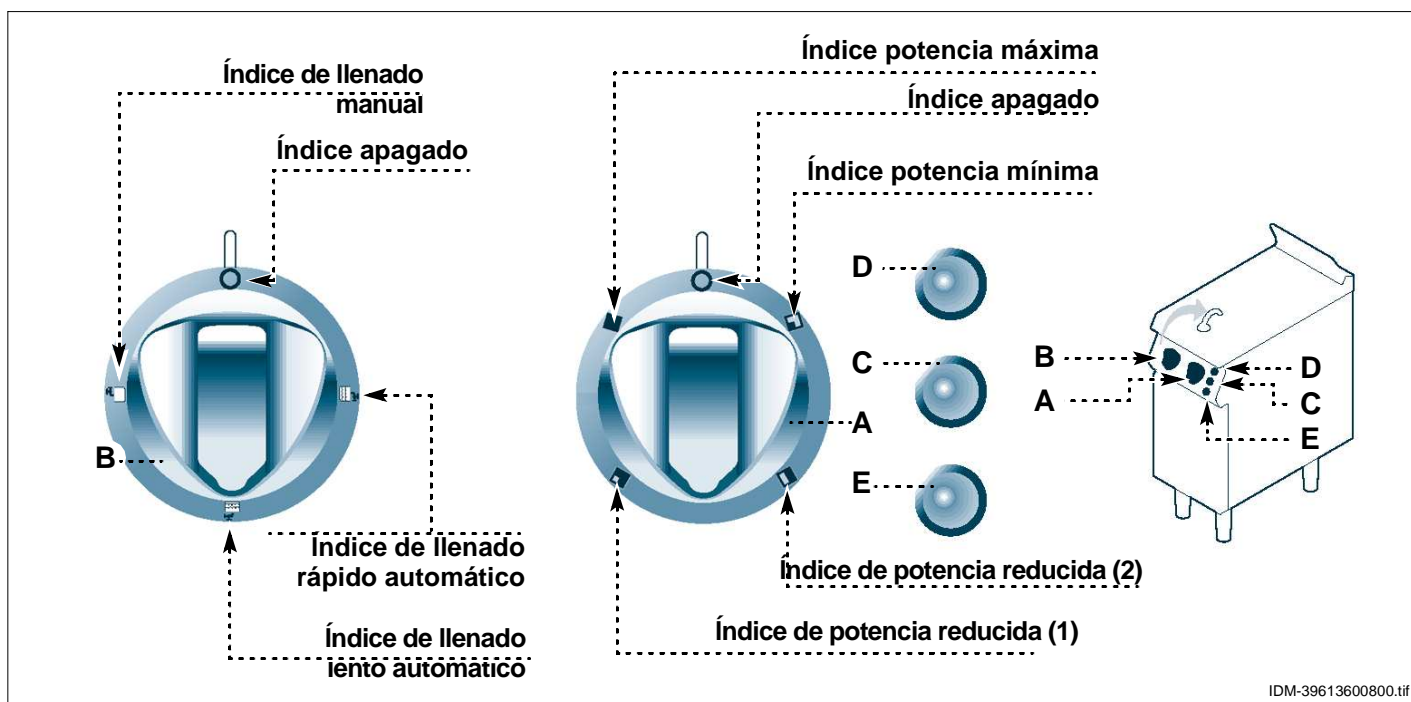 Índice de llenado
manual
Índice apagado
B
Índice de llenado
rápido automático
Índice de llenado
lento automático
Índice potencia máxima
Índice apagado
Índice potencia mínima
D
C
A
E
Índice de potencia reducida (2)
Índice de potencia reducida (1)
B
A
D
C
E
IDM-39613600800.tif